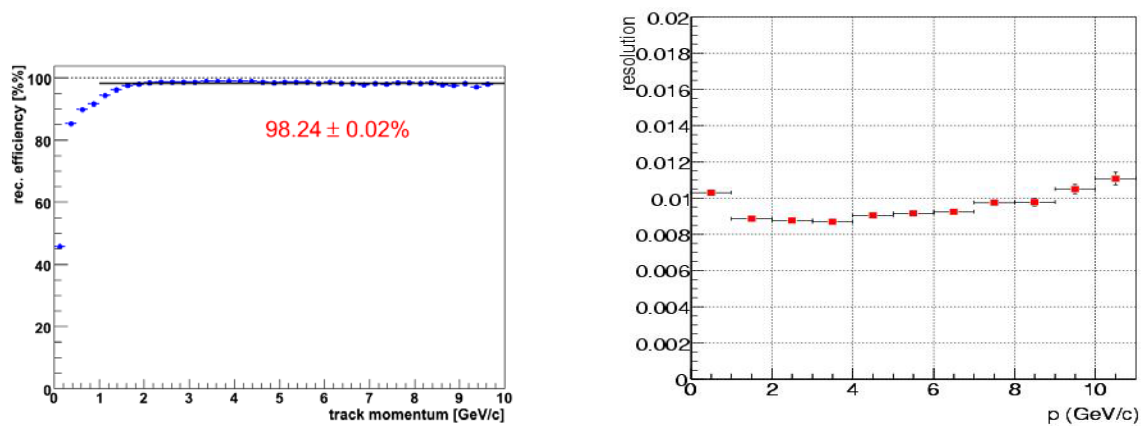 rec. efficiency [%%]
100
80
60
40
20
0
98.24 ± 0.02%
0 1 2 3 4 5 6 7 8 9 10
track momentum [GeV/c]
resolution
0.02
0.018
0.016
0.014
0.012
0.01
0.008
0.006
0.004
0.002
0
0 2 4 6 8 10
p (GeV/c)